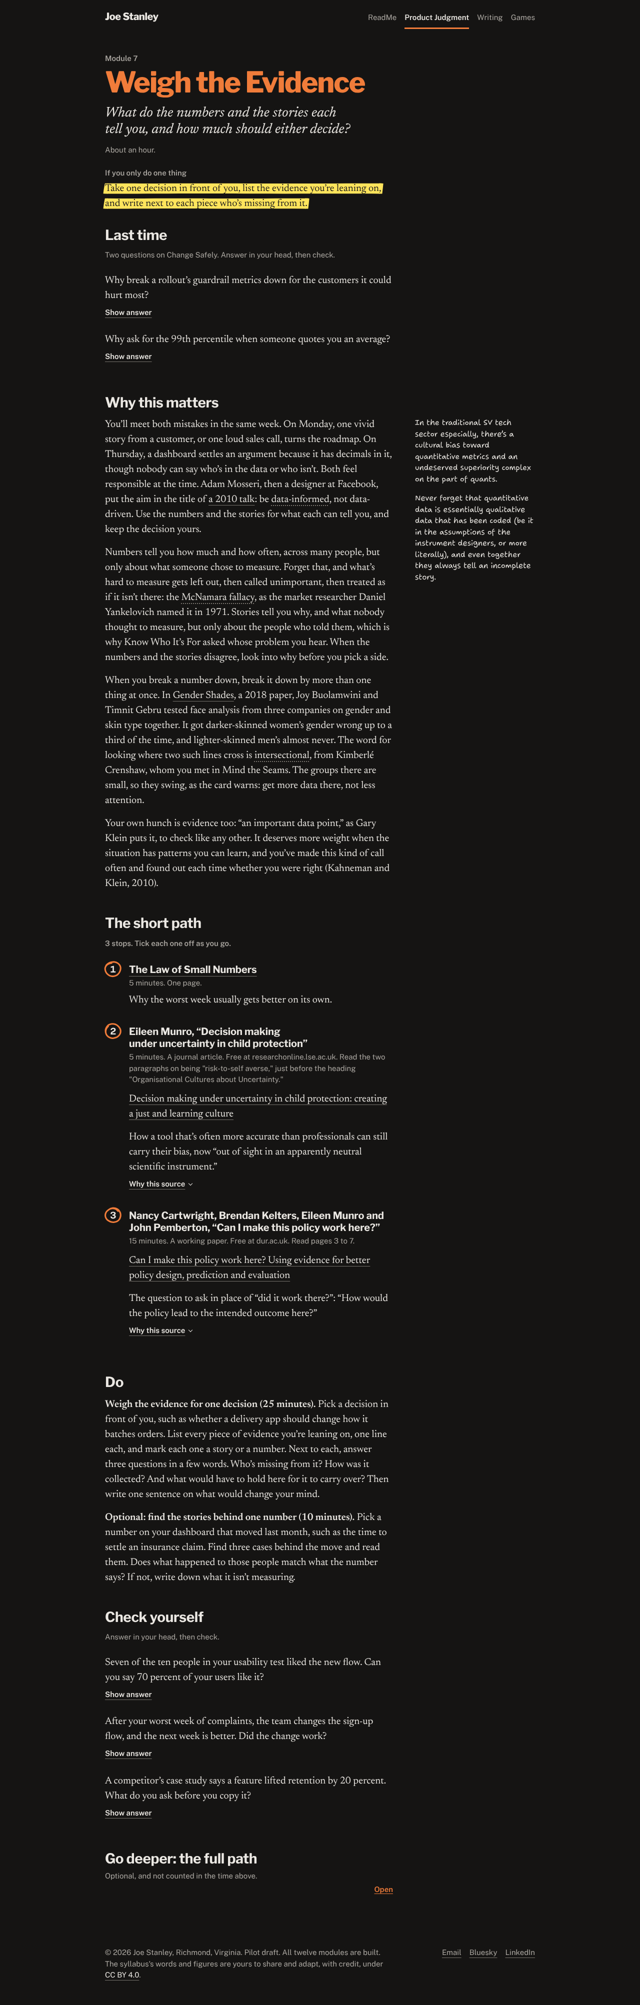 Joe Stanley
ReadMe Product Judgment Writing Games
Module 7
Weigh the Evidence
What do the numbers and the stories each
tell you, and how much should either decide?
About an hour.
If you only do one thing
Take one decision in front of you, list the evidence you're leaning on,
and write next to each piece who's missing from it.
Last time
Two questions on Change Safely. Answer in your head, then check.
Why break a rollout's guardrail metrics down for the customers it could
hurt most?
Show answer
Why ask for the 99th percentile when someone quotes you an average?
Show answer
Why this matters
You'll meet both mistakes in the same week. On Monday, one vivid
story from a customer, or one loud sales call, turns the roadmap. On
Thursday, a dashboard settles an argument because it has decimals in it,
though nobody can say who's in the data or who isn't. Both feel
responsible at the time. Adam Mosseri, then a designer at Facebook,
put the aim in the title of a 2010 talk: be data-informed, not data-
driven. Use the numbers and the stories for what each can tell you, and
keep the decision yours.
In the traditional SV tech
sector especially, there's a
cultural bias toward
quantitative metrics and an
undeserved superiority complex
on the part of quants.
Never forget that quantitative
data is essentially qualitative
data that has been coded (be it
in the assumptions of the
instrument designers, or more
literally), and even together
they always tell an incomplete
story.
Numbers tell you how much and how often, across many people, but
only about what someone chose to measure. Forget that, and what's
hard to measure gets left out, then called unimportant, then treated as
if it isn't there: the McNamara fallacy, as the market researcher Daniel
Yankelovich named it in 1971. Stories tell you why, and what nobody
thought to measure, but only about the people who told them, which is
why Know Who It's For asked whose problem you hear. When the
numbers and the stories disagree, look into why before you pick a side.
When you break a number down, break it down by more than one
thing at once. In Gender Shades, a 2018 paper, Joy Buolamwini and
Timnit Gebru tested face analysis from three companies on gender and
skin type together. It got darker-skinned women's gender wrong up to a
third of the time, and lighter-skinned men's almost never. The word for
looking where two such lines cross is intersectional, from Kimberlé
Crenshaw, whom you met in Mind the Seams. The groups there are
small, so they swing, as the card warns: get more data there, not less
attention.
Your own hunch is evidence too: “an important data point,” as Gary
Klein puts it, to check like any other. It deserves more weight when the
situation has patterns you can learn, and you've made this kind of call
often and found out each time whether you were right (Kahneman and
Klein, 2010).
The short path
3 stops. Tick each one off as you go.
1
The Law of Small Numbers
5 minutes. One page.
Why the worst week usually gets better on its own.
2
Eileen Munro, “Decision making
under uncertainty in child protection”
5 minutes. A journal article. Free at researchonline.lse.ac.uk. Read the two
paragraphs on being "risk-to-self averse," just before the heading
"Organisational Cultures about Uncertainty."
Decision making under uncertainty in child protection: creating
a just and learning culture
How a tool that's often more accurate than professionals can still
carry their bias, now “out of sight in an apparently neutral
scientific instrument.”
Why this source
3
Nancy Cartwright, Brendan Kelters, Eileen Munro and
John Pemberton, “Can I make this policy work here?”
15 minutes. A working paper. Free at dur.ac.uk. Read pages 3 to 7.
Can I make this policy work here? Using evidence for better
policy design, prediction and evaluation
The question to ask in place of “did it work there?”: “How would
the policy lead to the intended outcome here?”
Why this source
Do
Weigh the evidence for one decision (25 minutes). Pick a decision in
front of you, such as whether a delivery app should change how it
batches orders. List every piece of evidence you're leaning on, one line
each, and mark each one a story or a number. Next to each, answer
three questions in a few words. Who's missing from it? How was it
collected? And what would have to hold here for it to carry over? Then
write one sentence on what would change your mind.
Optional: find the stories behind one number (10 minutes). Pick a
number on your dashboard that moved last month, such as the time to
settle an insurance claim. Find three cases behind the move and read
them. Does what happened to those people match what the number
says? If not, write down what it isn't measuring.
Check yourself
Answer in your head, then check.
Seven of the ten people in your usability test liked the new flow. Can
you say 70 percent of your users like it?
Show answer
After your worst week of complaints, the team changes the sign-up
flow, and the next week is better. Did the change work?
Show answer
A competitor's case study says a feature lifted retention by 20 percent.
What do you ask before you copy it?
Show answer
Go deeper: the full path
Optional, and not counted in the time above.
Open
© 2026 Joe Stanley, Richmond, Virginia. Pilot draft. All twelve modules are built.
The syllabus's words and figures are yours to share and adapt, with credit, under
CC BY 4.0.
Email Bluesky LinkedIn